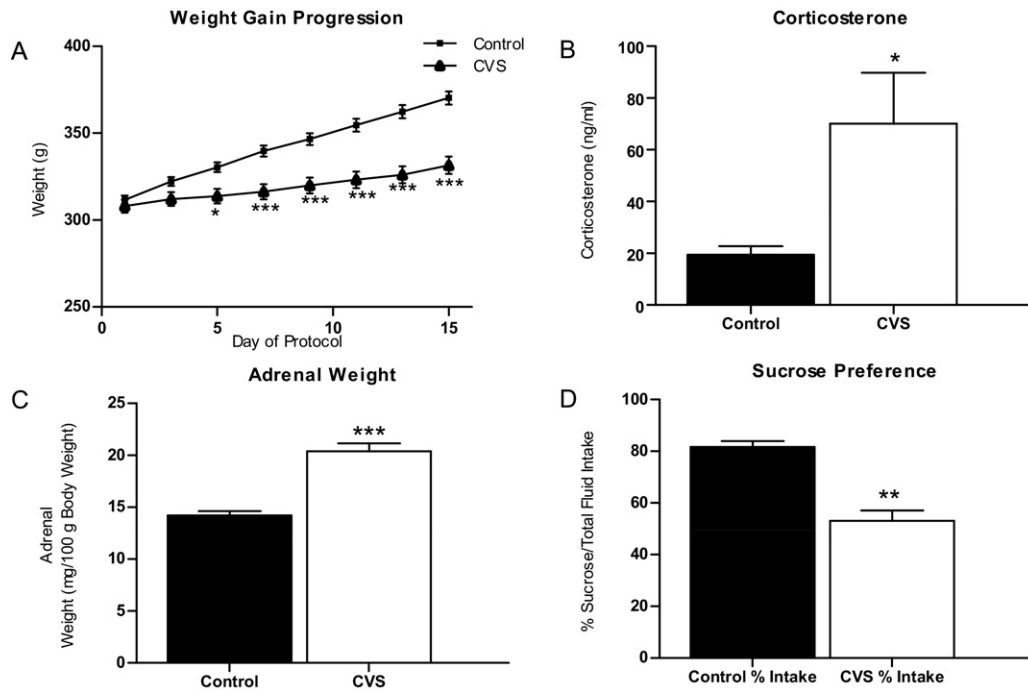 Weight Gain Progression
A
Control
CVS
400
350
300
250
Weight (g)
*
***
***
***
***
***
0
5
10
15
Day of Protocol
Corticosterone
B
100
80
60
40
20
0
Corticosterone (ng/ml)
*
Control
CVS
Adrenal Weight
C
25
20
15
10
5
0
Adrenal
Weight (mg/100 g Body Weight)
***
Control
CVS
Sucrose Preference
D
100
80
60
40
20
0
% Sucrose/Total Fluid Intake
**
Control % Intake
CVS % Intake